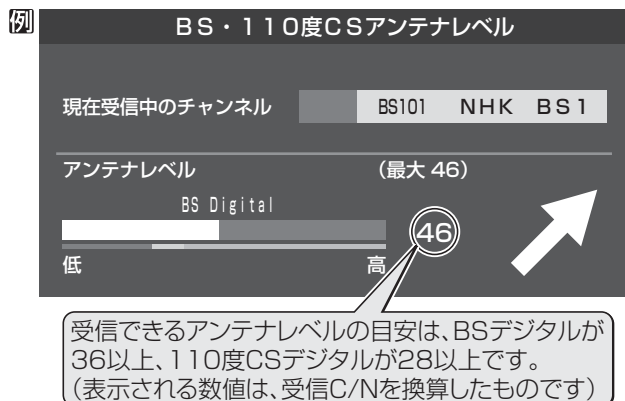 例
BS・110度CSアンテナレベル
現在受信中のチャンネル BS101 NHK BS1
アンテナレベル (最大 46)
BS Digital
46
低 高
受信できるアンテナレベルの目安は、BSデジタルが
36以上、110度CSデジタルが28以上です。
(表示される数値は、受信C/Nを換算したものです)